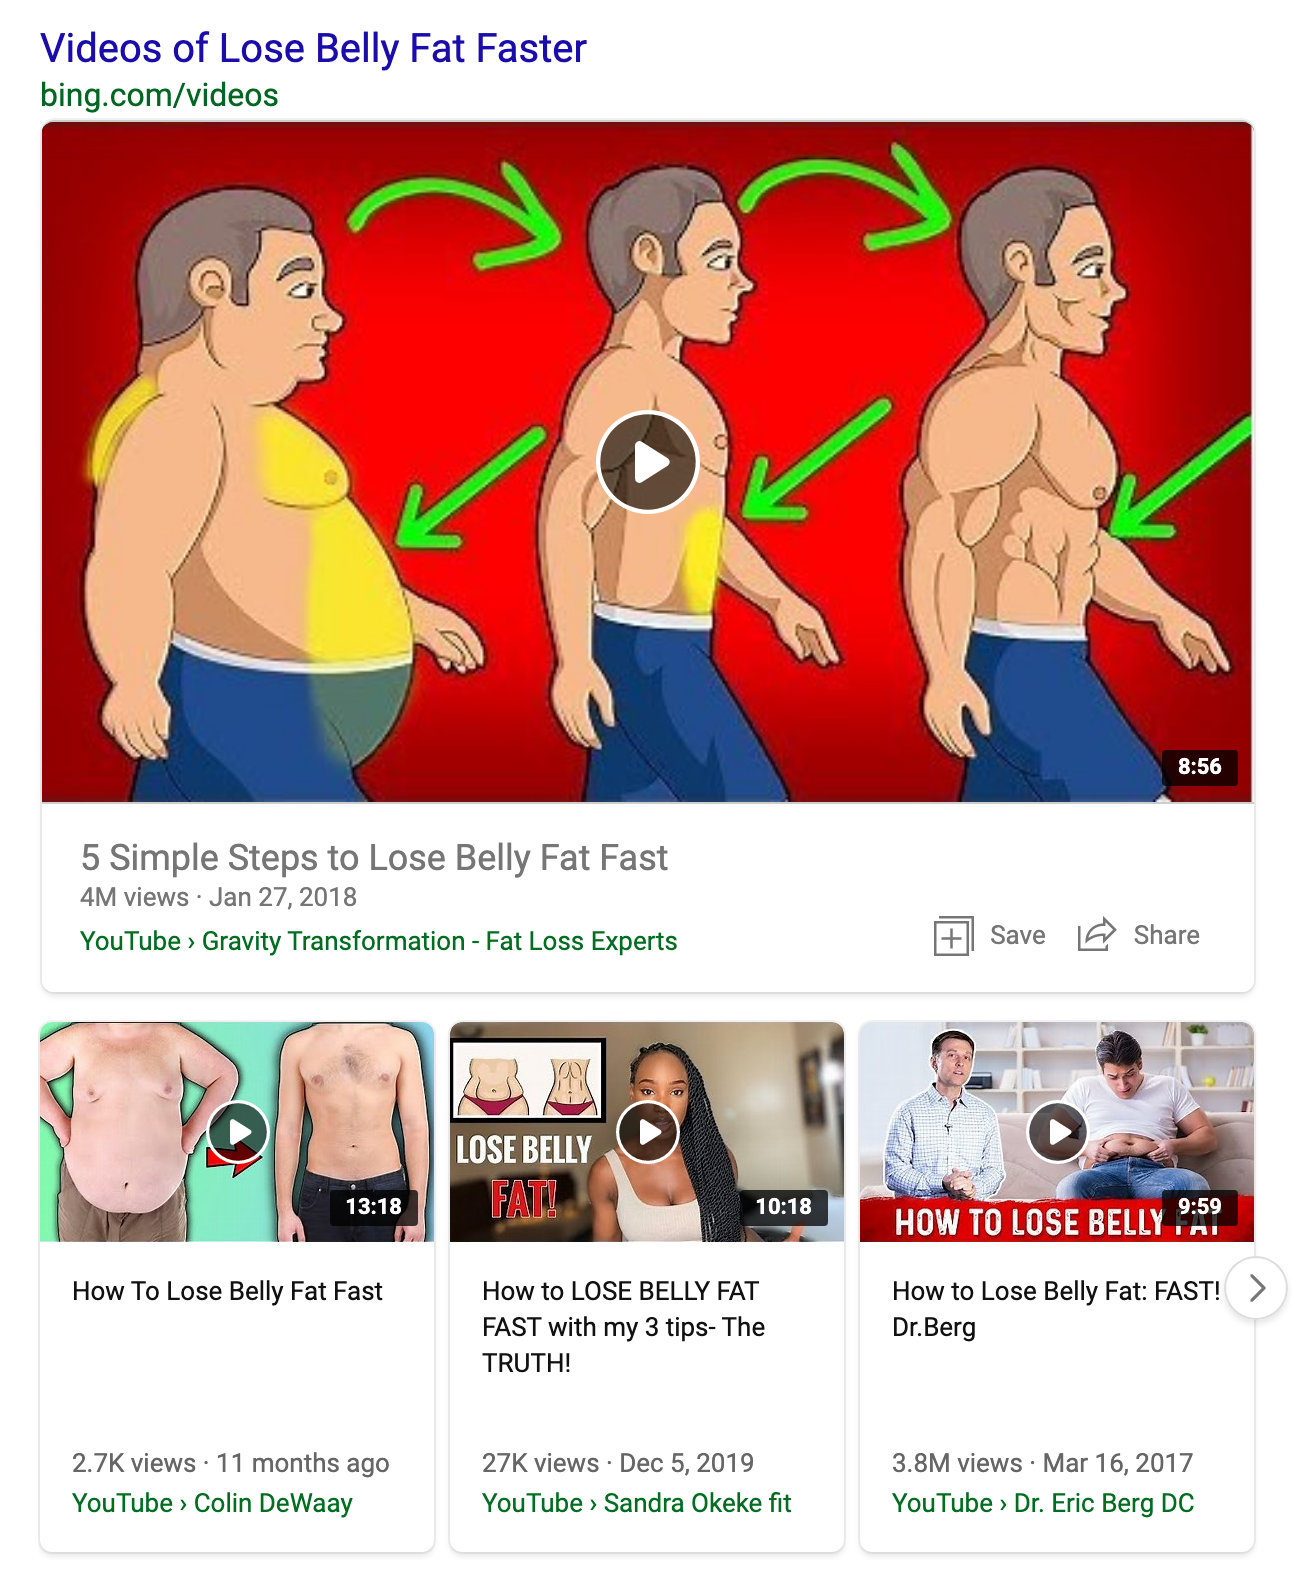 Videos of Lose Belly Fat Faster
bing.com/videos
8:56
5 Simple Steps to Lose Belly Fat Fast
4M views · Jan 27, 2018
YouTube › Gravity Transformation - Fat Loss Experts
Save
Share
13:18
How To Lose Belly Fat Fast
2.7K views · 11 months ago
YouTube › Colin DeWaay
LOSE BELLY
FAT!
10:18
How to LOSE BELLY FAT
FAST with my 3 tips- The
TRUTH!
27K views · Dec 5, 2019
YouTube › Sandra Okeke fit
9:59
HOW TO LOSE BELLY FAT
How to Lose Belly Fat: FAST!
Dr.Berg
3.8M views · Mar 16, 2017
YouTube › Dr. Eric Berg DC